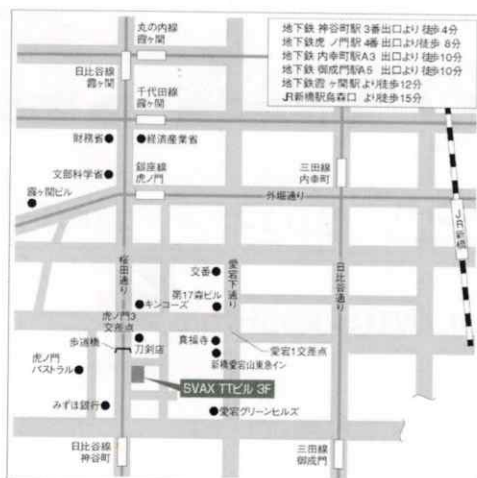 地下鉄 神谷町駅 3番出口より徒歩4分
地下鉄虎ノ門駅 4番出口より徒歩 8分
地下鉄 内幸町駅A3 出口より徒歩10分
地下鉄 御成門駅A5 出口より徒歩10分
地下鉄霞ヶ関駅より徒歩12分
JR新橋駅烏森口 より徒歩15分
丸の内線
霞ヶ関
日比谷線
霞ヶ関
千代田線
霞ヶ関
財務省
経済産業省
文部科学省
銀座線
虎ノ門
三田線
内幸町
霞ヶ関ビル
外堀通り
JR新橋
桜田通り
愛宕下通り
日比谷通り
交番
第17森ビル
キンコーズ
虎ノ門3
交差点
歩道橋
刀剣店
真福寺
愛宕1交差点
新橋愛宕山東急イン
虎ノ門
パストラル
SVAX TTビル 3F
みずほ銀行
愛宕グリーンヒルズ
日比谷線
神谷町
三田線
御成門